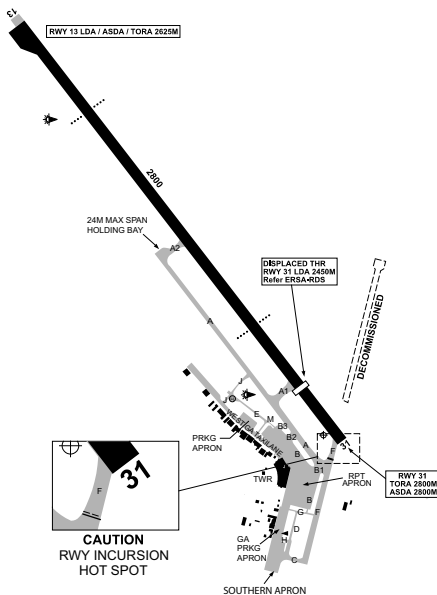 13
RWY 13 LDA / ASDA / TORA 2625M
2800
24M MAX SPAN
HOLDING BAY
A2
DISPLACED THR
RWY 31 LDA 2450M
Refer ERSA-RDS
DECOMMISSIONED
A
J
J
A1
E
M
WEST GA TAXILANE
B3
B2
A
B
PRKG
APRON
31
F
B1
RWY 31
TORA 2800M
ASDA 2800M
RPT
APRON
TWR
B
G
F
D
H
C
GA
PRKG
APRON
SOUTHERN APRON
31
F
CAUTION
RWY INCURSION
HOT SPOT